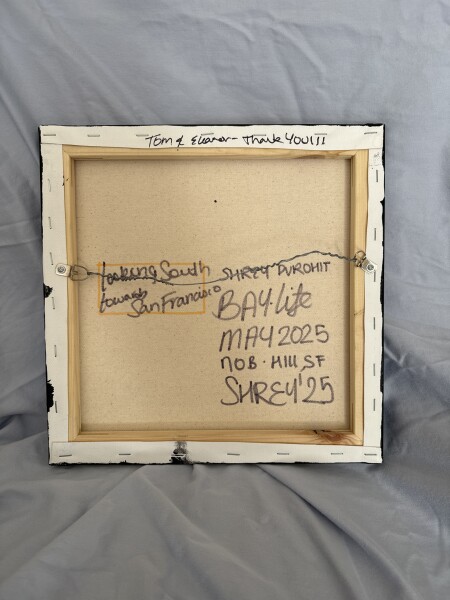 Tom & Eleanor - Thank YOU!!!
Looking South
towards
San Francisco
SHREY PUROHIT
BAY·Life
MAY 2025
NOB·HILL SF
SHREY'25